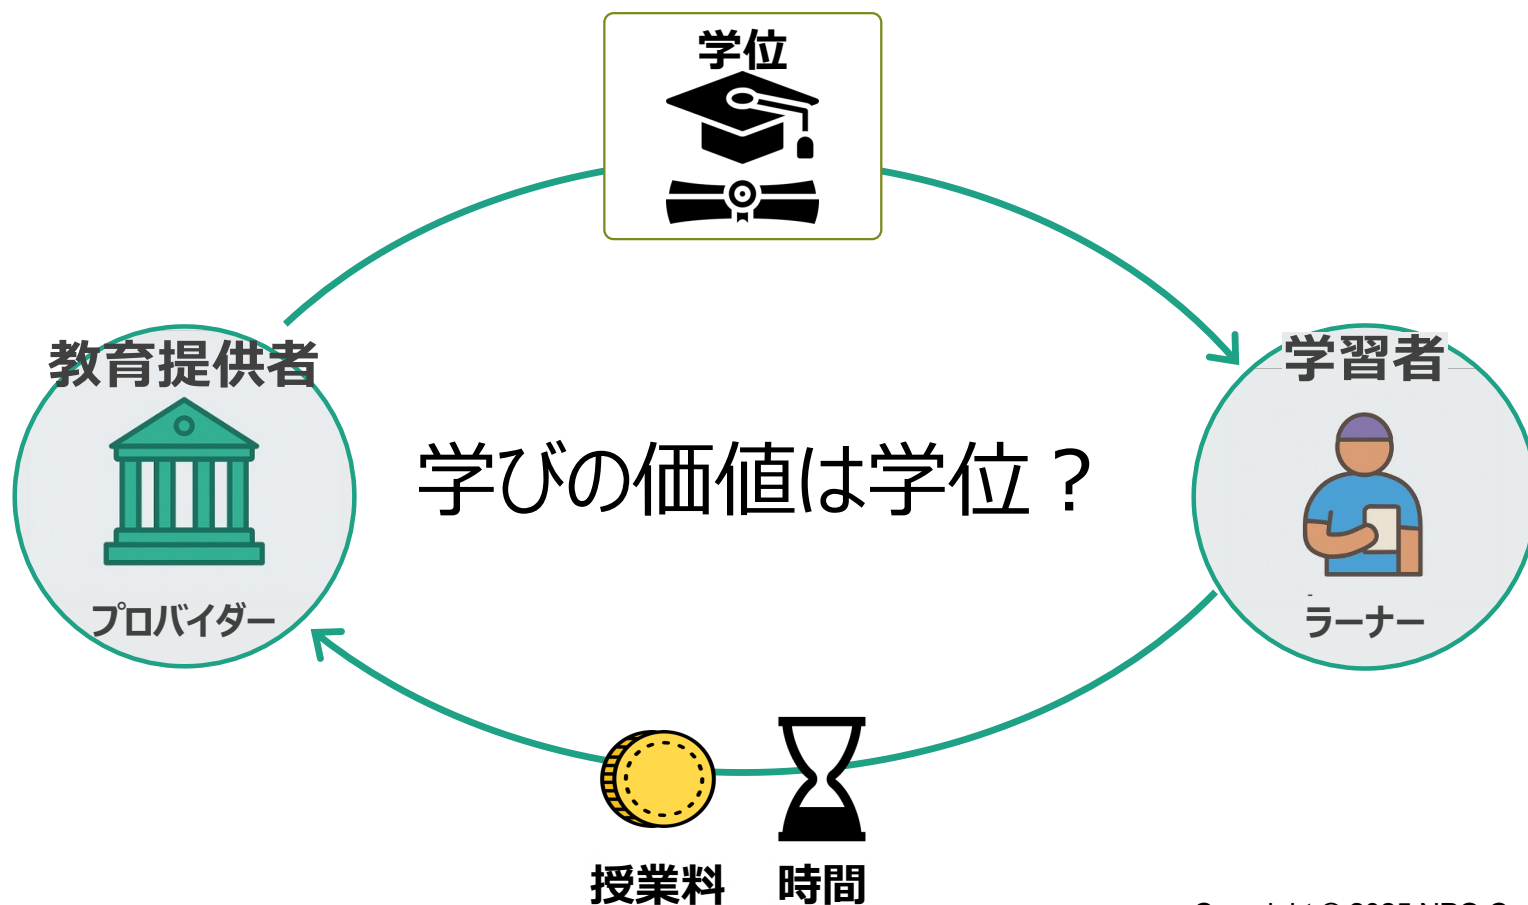 学位
教育提供者
学習者
学びの価値は学位？
プロバイダー
ラーナー
授業料
時間